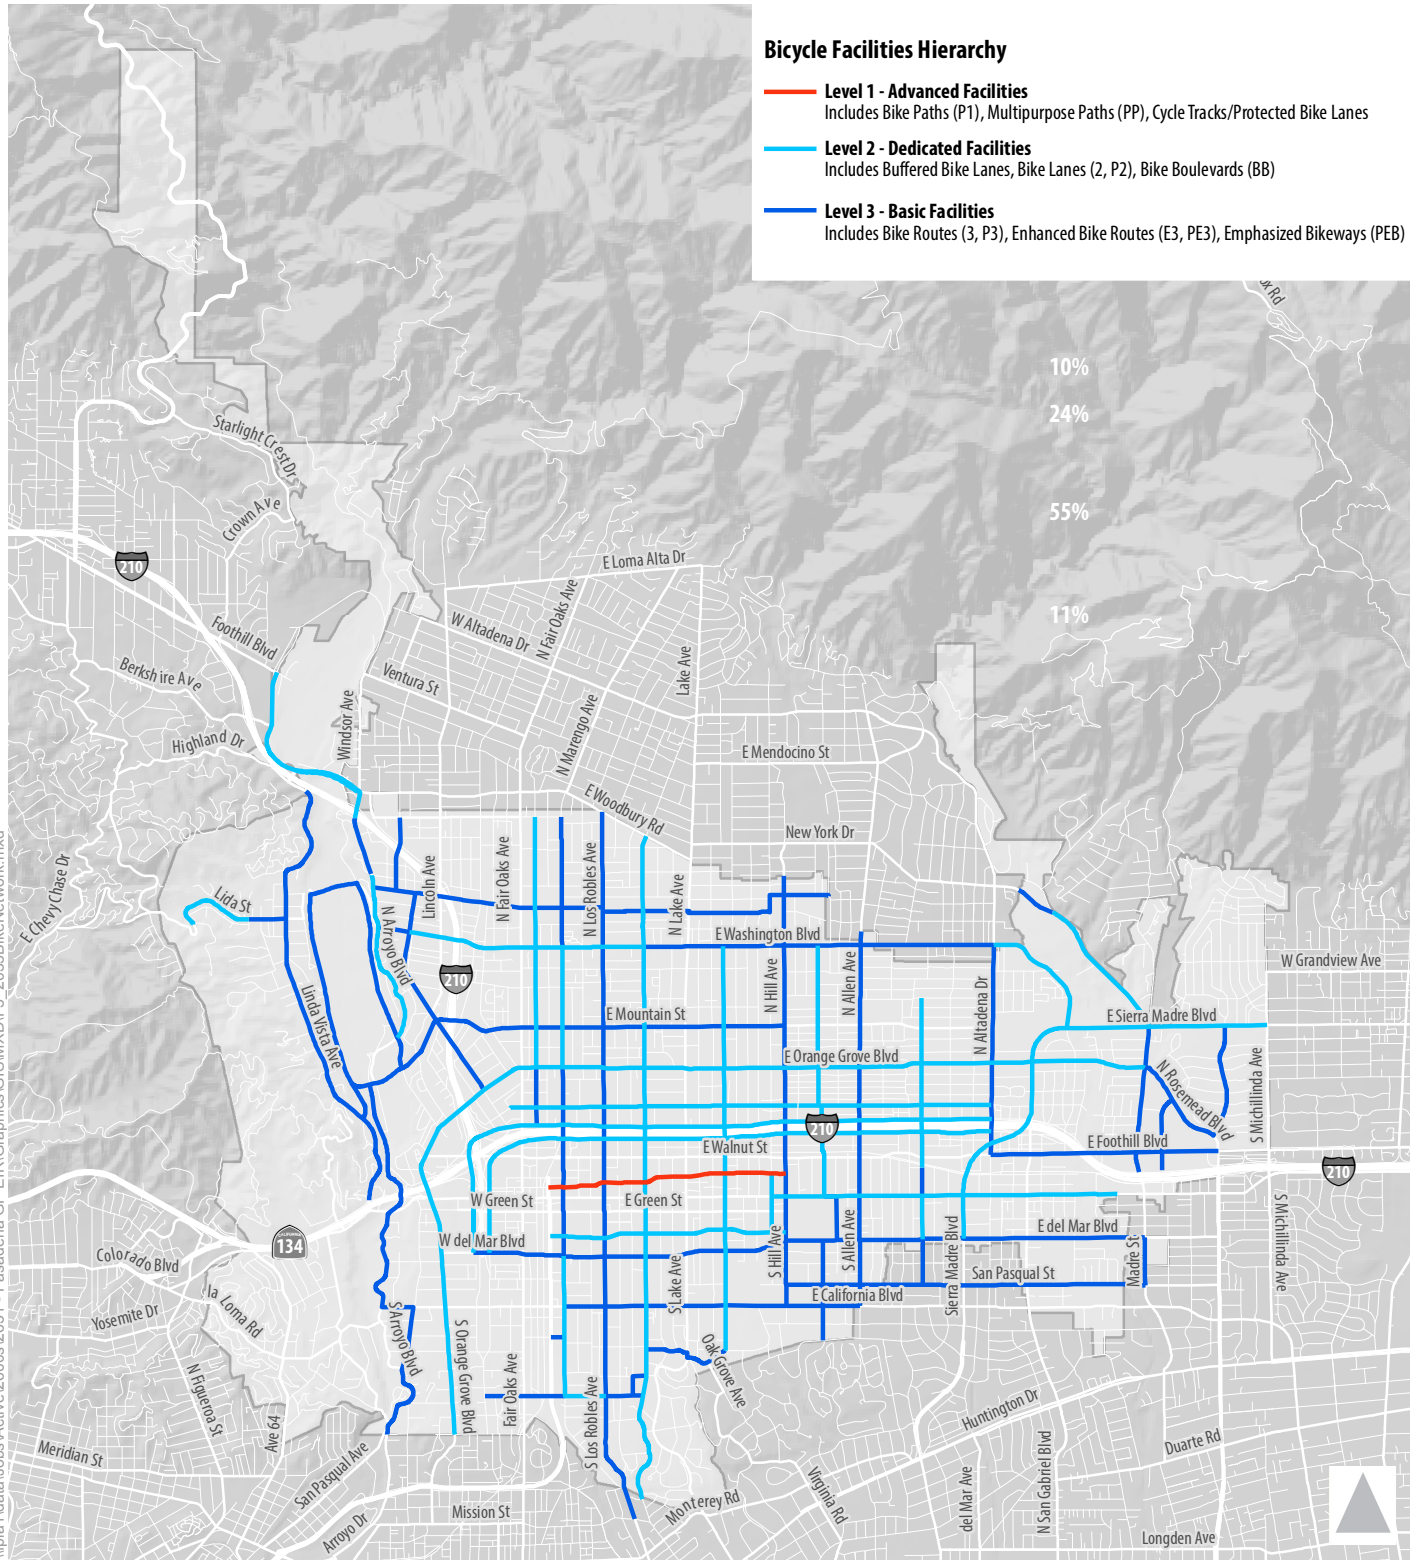 Bicycle Facilities Hierarchy
Level 1 - Advanced Facilities
Includes Bike Paths (P1), Multipurpose Paths (PP), Cycle Tracks/Protected Bike Lanes
Level 2 - Dedicated Facilities
Includes Buffered Bike Lanes, Bike Lanes (2, P2), Bike Boulevards (BB)
Level 3 - Basic Facilities
Includes Bike Routes (3, P3), Enhanced Bike Routes (E3, PE3), Emphasized Bikeways (PEB)
10%
24%
55%
11%
Starlight Crest Dr
Crown Ave
210
E Loma Alta Dr
N Fair Oaks Ave
W Altadena Dr
Foothill Blvd
Berkshire Ave
Ventura St
Lake Ave
Windsor Ave
N Marengo Ave
Highland Dr
E Mendocino St
E Woodbury Rd
New York Dr
E Chevy Chase Dr
Lida St
Lincoln Ave
N Fair Oaks Ave
N Los Robles Ave
N Lake Ave
N Arroyo Blvd
E Washington Blvd
N Hill Ave
N Allen Ave
W Grandview Ave
210
Linda Vista Ave
E Mountain St
N Altadena Dr
E Sierra Madre Blvd
E Orange Grove Blvd
N Rosemead Blvd
S Michillinda Ave
210
E Foothill Blvd
E Walnut St
210
W Green St
E Green St
S Michillinda Ave
134
W del Mar Blvd
E del Mar Blvd
S Hill Ave
S Allen Ave
Sierra Madre Blvd
Madre St
Colorado Blvd
San Pasqual St
S Lake Ave
E California Blvd
la Loma Rd
Yosemite Dr
S Arroyo Blvd
S Orange Grove Blvd
Oak Grove Ave
Fair Oaks Ave
N Figueroa St
S Los Robles Ave
Ave 64
Huntington Dr
Duarte Rd
Meridian St
San Pasqual Ave
Virginia Rd
del Mar Ave
N San Gabriel Blvd
Monterey Rd
Mission St
Arroyo Dr
Longden Ave